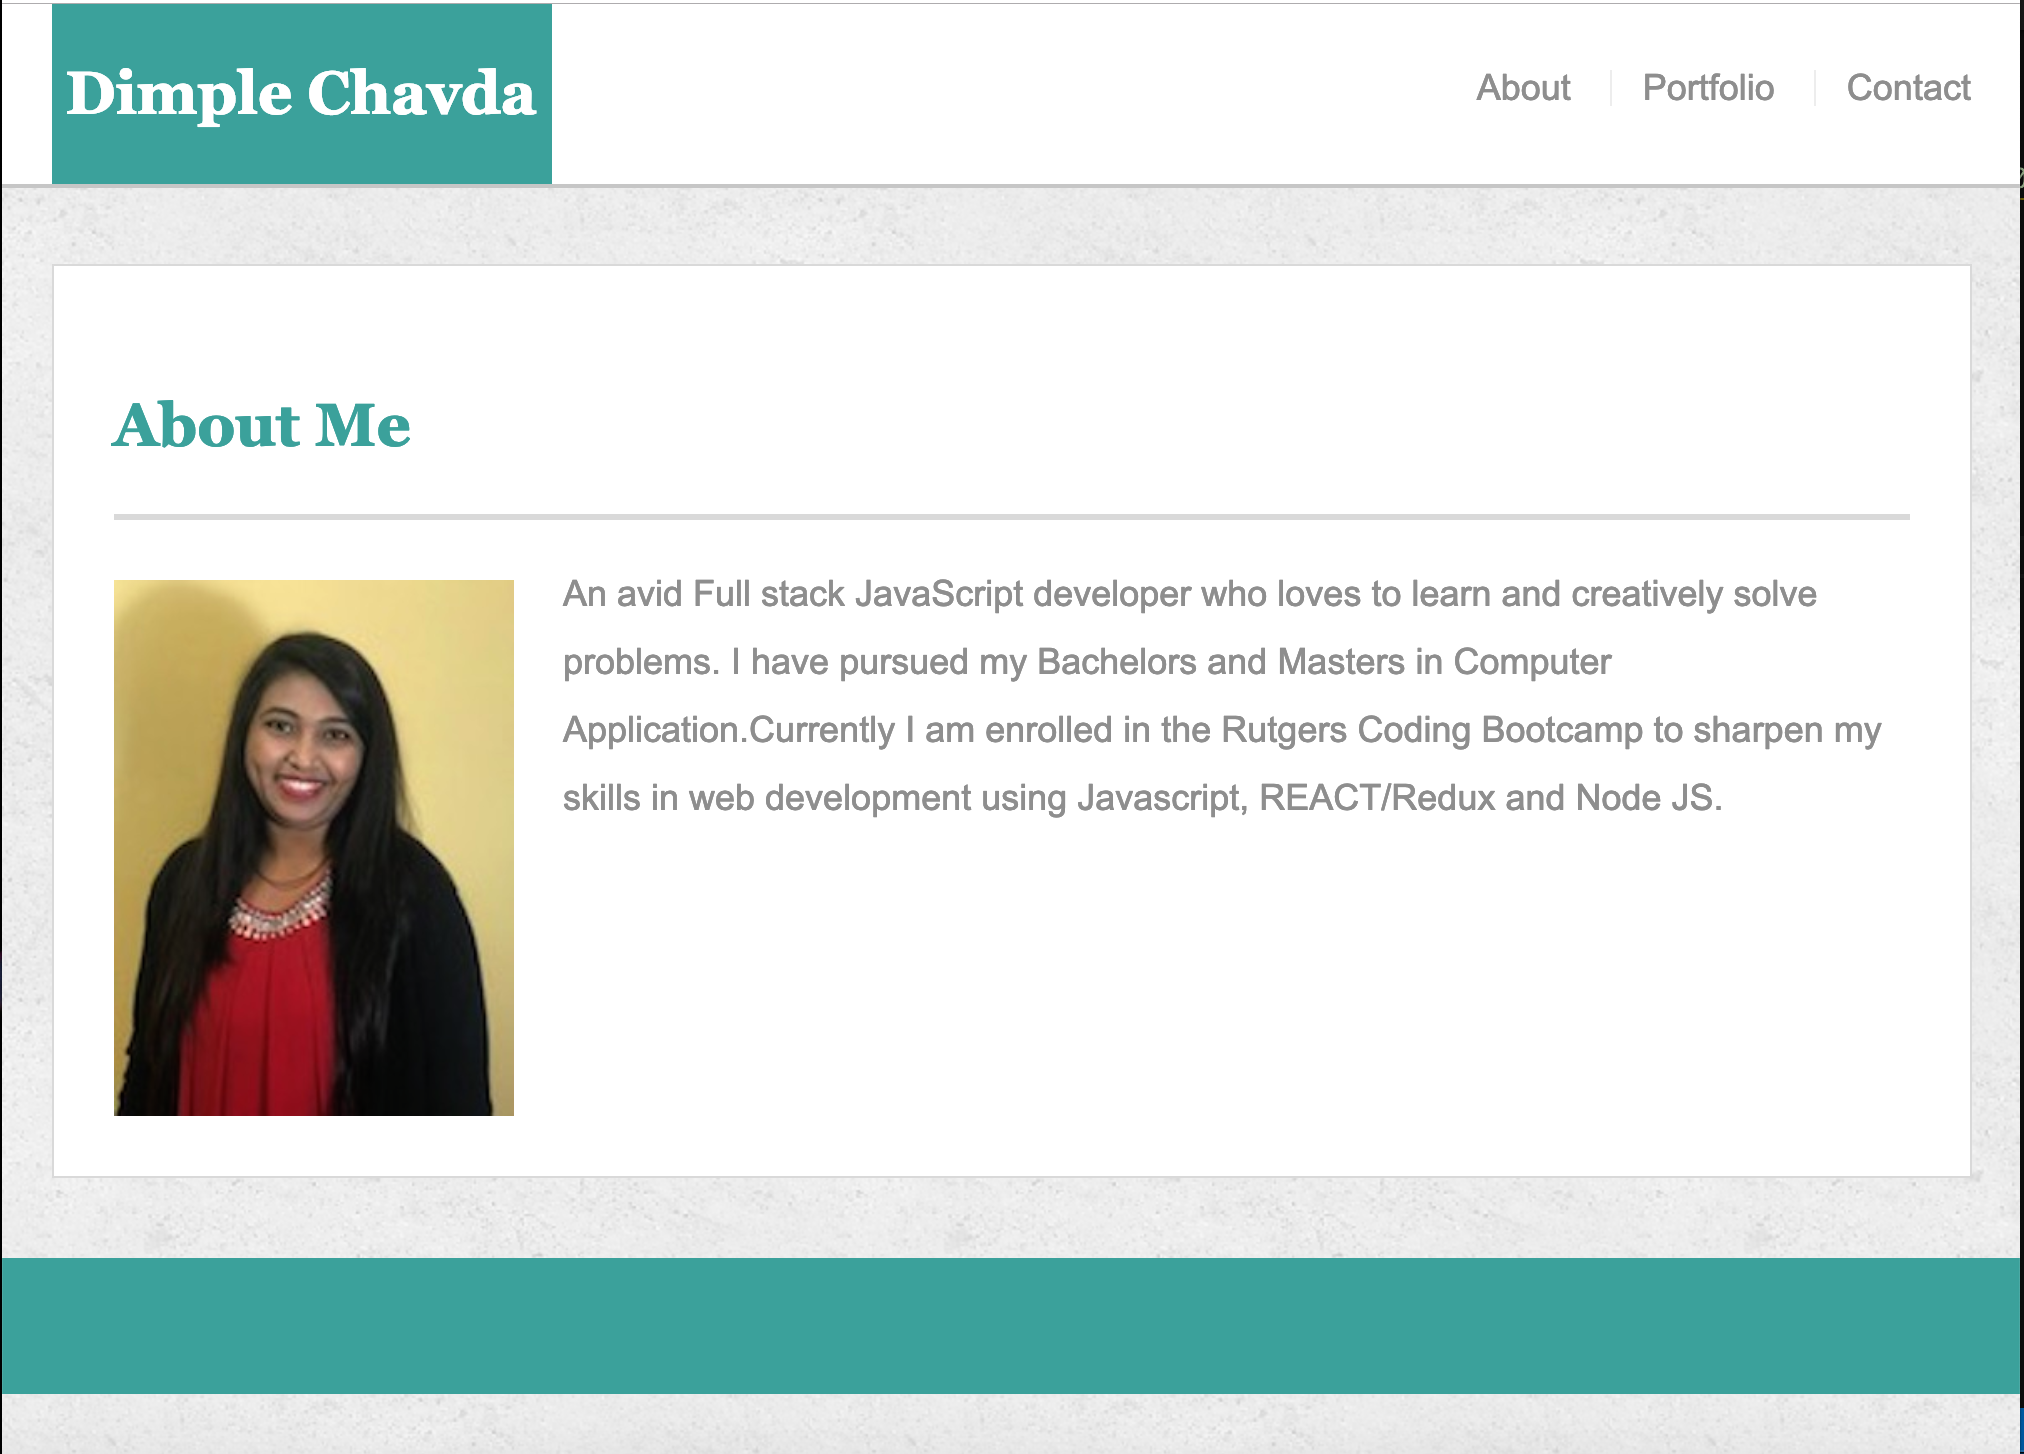 Dimple Chavda
About
Portfolio
Contact
About Me
An avid Full stack JavaScript developer who loves to learn and creatively solve
problems. I have pursued my Bachelors and Masters in Computer
Application.Currently I am enrolled in the Rutgers Coding Bootcamp to sharpen my
skills in web development using Javascript, REACT/Redux and Node JS.